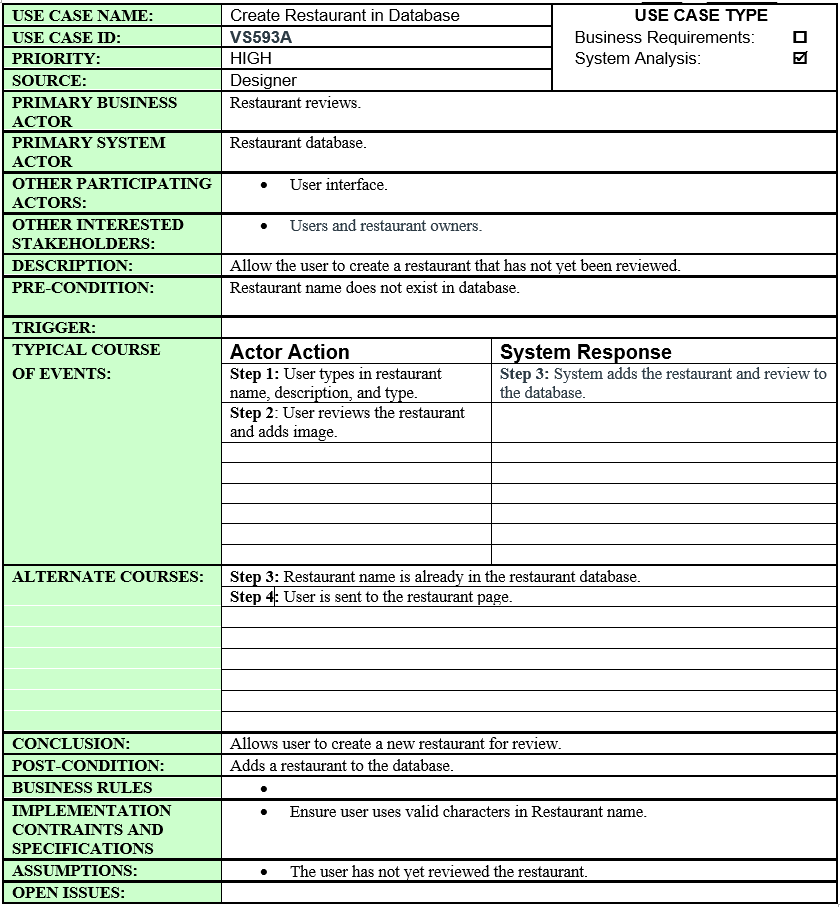 USE CASE NAME: Create Restaurant in Database USE CASE TYPE
USE CASE ID: VS593A Business Requirements: ☐
PRIORITY: HIGH System Analysis: ☑
SOURCE: Designer
PRIMARY BUSINESS Restaurant reviews.
ACTOR
PRIMARY SYSTEM Restaurant database.
ACTOR
OTHER PARTICIPATING • User interface.
ACTORS:
OTHER INTERESTED • Users and restaurant owners.
STAKEHOLDERS:
DESCRIPTION: Allow the user to create a restaurant that has not yet been reviewed.
PRE-CONDITION: Restaurant name does not exist in database.
TRIGGER:
TYPICAL COURSE Actor Action System Response
OF EVENTS: Step 1: User types in restaurant Step 3: System adds the restaurant and review to
name, description, and type. the database.
Step 2: User reviews the restaurant
and adds image.
ALTERNATE COURSES: Step 3: Restaurant name is already in the restaurant database.
Step 4: User is sent to the restaurant page.
CONCLUSION: Allows user to create a new restaurant for review.
POST-CONDITION: Adds a restaurant to the database.
BUSINESS RULES •
IMPLEMENTATION • Ensure user uses valid characters in Restaurant name.
CONTRAINTS AND
SPECIFICATIONS
ASSUMPTIONS: • The user has not yet reviewed the restaurant.
OPEN ISSUES: